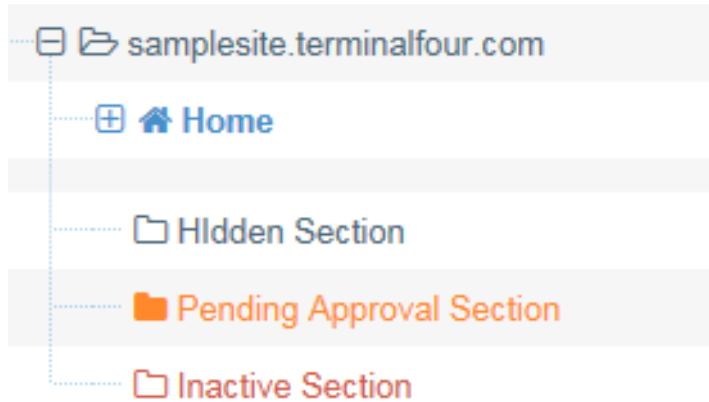 samplesite.terminalfour.com
Home
HIdden Section
Pending Approval Section
Inactive Section